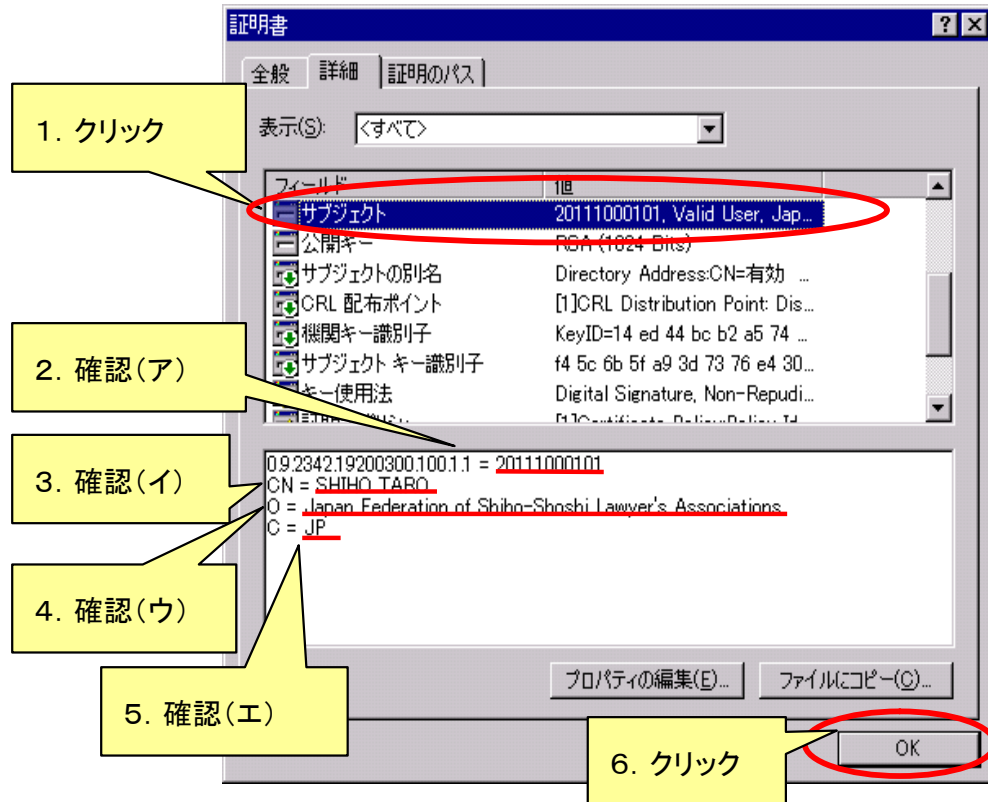 証明書
全般 詳細 証明のパス
1. クリック
表示(S): <すべて>
フィールド 値
サブジェクト 20111000101, Valid User, Jap...
公開キー RSA (1024 Bits)
サブジェクトの別名 Directory Address:CN=有効 ...
CRL 配布ポイント [1]CRL Distribution Point: Dis...
機関キー識別子 KeyID=14 ed 44 bc b2 a5 74 ...
サブジェクト キー識別子 f4 5c 6b 5f a9 3d 73 76 e4 30...
キー使用法 Digital Signature, Non-Repudi...
[1]Certificate Policy:Policy Id...
2. 確認(ア)
0.9.2342.19200300.100.1.1 = 20111000101
3. 確認(イ)
CN = SHIHO TARO
O = Japan Federation of Shiho-Shoshi Lawyer's Associations
C = JP
4. 確認(ウ)
プロパティの編集(E)... ファイルにコピー(C)...
5. 確認(エ)
6. クリック
OK